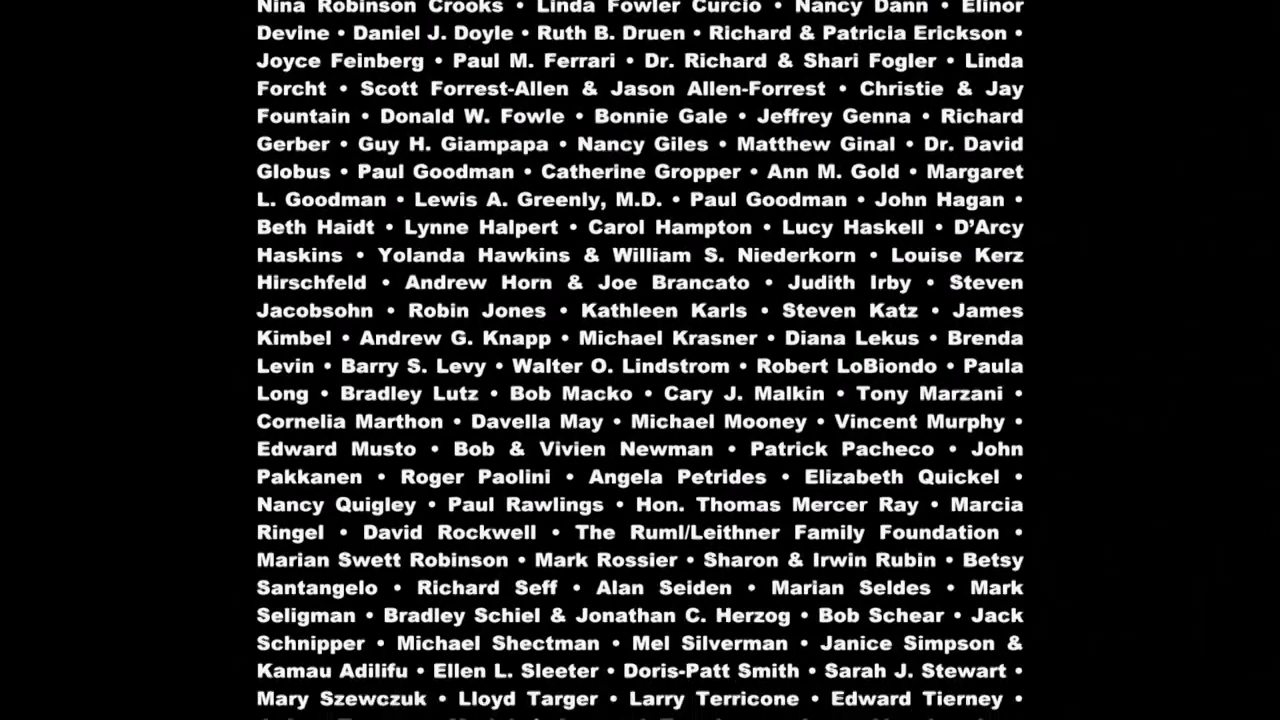 Nina Robinson Crooks • Linda Fowler Curcio • Nancy Dann • Elinor
Devine • Daniel J. Doyle • Ruth B. Druen • Richard & Patricia Erickson •
Joyce Feinberg • Paul M. Ferrari • Dr. Richard & Shari Fogler • Linda
Forcht • Scott Forrest-Allen & Jason Allen-Forrest • Christie & Jay
Fountain • Donald W. Fowle • Bonnie Gale • Jeffrey Genna • Richard
Gerber • Guy H. Giampapa • Nancy Giles • Matthew Ginal • Dr. David
Globus • Paul Goodman • Catherine Gropper • Ann M. Gold • Margaret
L. Goodman • Lewis A. Greenly, M.D. • Paul Goodman • John Hagan •
Beth Haidt • Lynne Halpert • Carol Hampton • Lucy Haskell • D’Arcy
Haskins • Yolanda Hawkins & William S. Niederkorn • Louise Kerz
Hirschfeld • Andrew Horn & Joe Brancato • Judith Irby • Steven
Jacobsohn • Robin Jones • Kathleen Karls • Steven Katz • James
Kimbel • Andrew G. Knapp • Michael Krasner • Diana Lekus • Brenda
Levin • Barry S. Levy • Walter O. Lindstrom • Robert LoBiondo • Paula
Long • Bradley Lutz • Bob Macko • Cary J. Malkin • Tony Marzani •
Cornelia Marthon • Davella May • Michael Mooney • Vincent Murphy •
Edward Musto • Bob & Vivien Newman • Patrick Pacheco • John
Pakkanen • Roger Paolini • Angela Petrides • Elizabeth Quickel •
Nancy Quigley • Paul Rawlings • Hon. Thomas Mercer Ray • Marcia
Ringel • David Rockwell • The Ruml/Leithner Family Foundation •
Marian Swett Robinson • Mark Rossier • Sharon & Irwin Rubin • Betsy
Santangelo • Richard Seff • Alan Seiden • Marian Seldes • Mark
Seligman • Bradley Schiel & Jonathan C. Herzog • Bob Schear • Jack
Schnipper • Michael Shectman • Mel Silverman • Janice Simpson &
Kamau Adilifu • Ellen L. Sleeter • Doris-Patt Smith • Sarah J. Stewart •
Mary Szewczuk • Lloyd Targer • Larry Terricone • Edward Tierney •